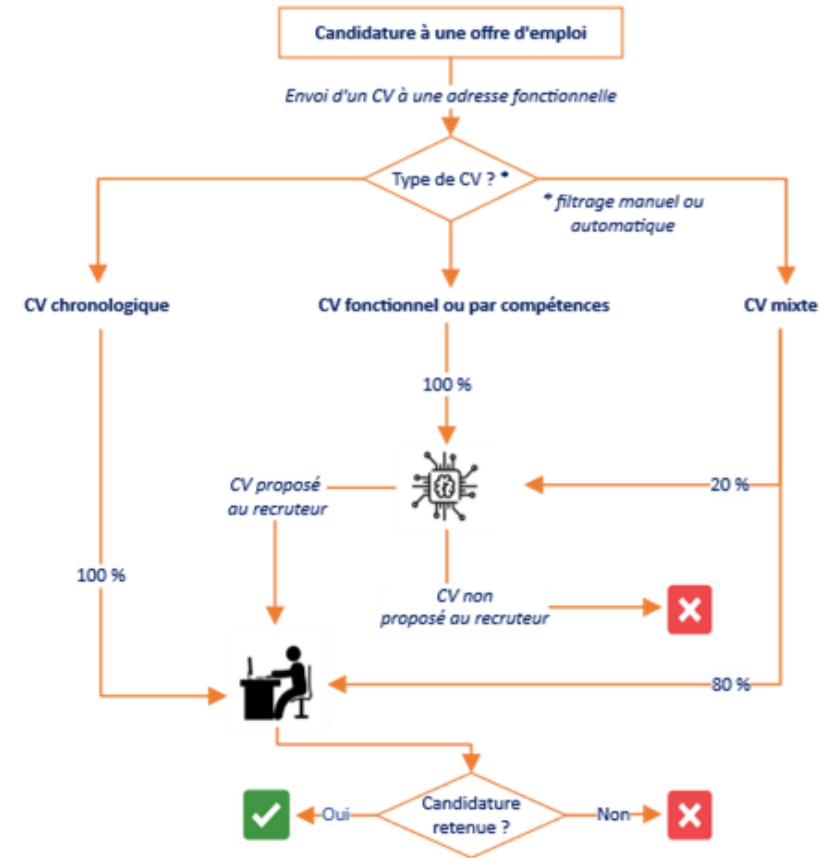 Candidature à une offre d'emploi
Envoi d'un CV à une adresse fonctionnelle
Type de CV ? *
* filtrage manuel ou
automatique
CV chronologique
CV fonctionnel ou par compétences
CV mixte
100 %
CV proposé
au recruteur
20 %
100 %
CV non
proposé au recruteur
80 %
Candidature
retenue ?
Oui
Non